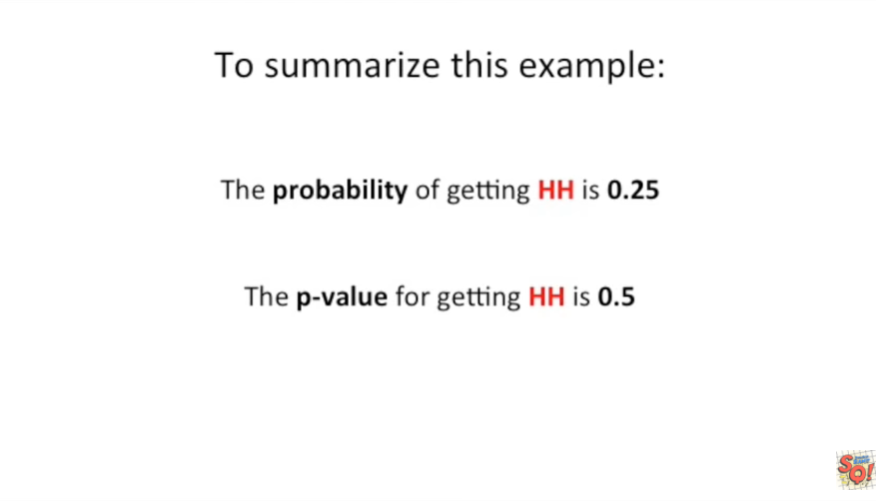 To summarize this example:
The probability of getting HH is 0.25
The p-value for getting HH is 0.5
SQ!